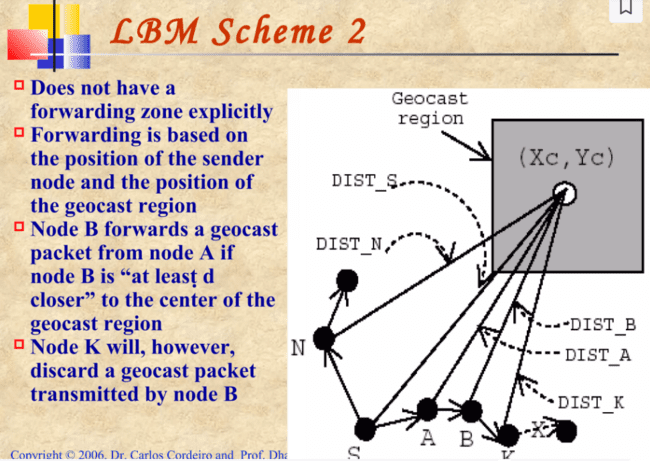 LBM Scheme 2
Does not have a
forwarding zone explicitly
Forwarding is based on
the position of the sender
node and the position of
the geocast region
Node B forwards a geocast
packet from node A if
node B is “at least d
closer” to the center of the
geocast region
Node K will, however,
discard a geocast packet
transmitted by node B
Geocast
region
(Xc,Yc)
DIST_S
DIST_N
DIST_B
DIST_A
DIST_K
N
S
A
B
K
X
Copyright © 2006, Dr. Carlos Cordeiro and Prof.